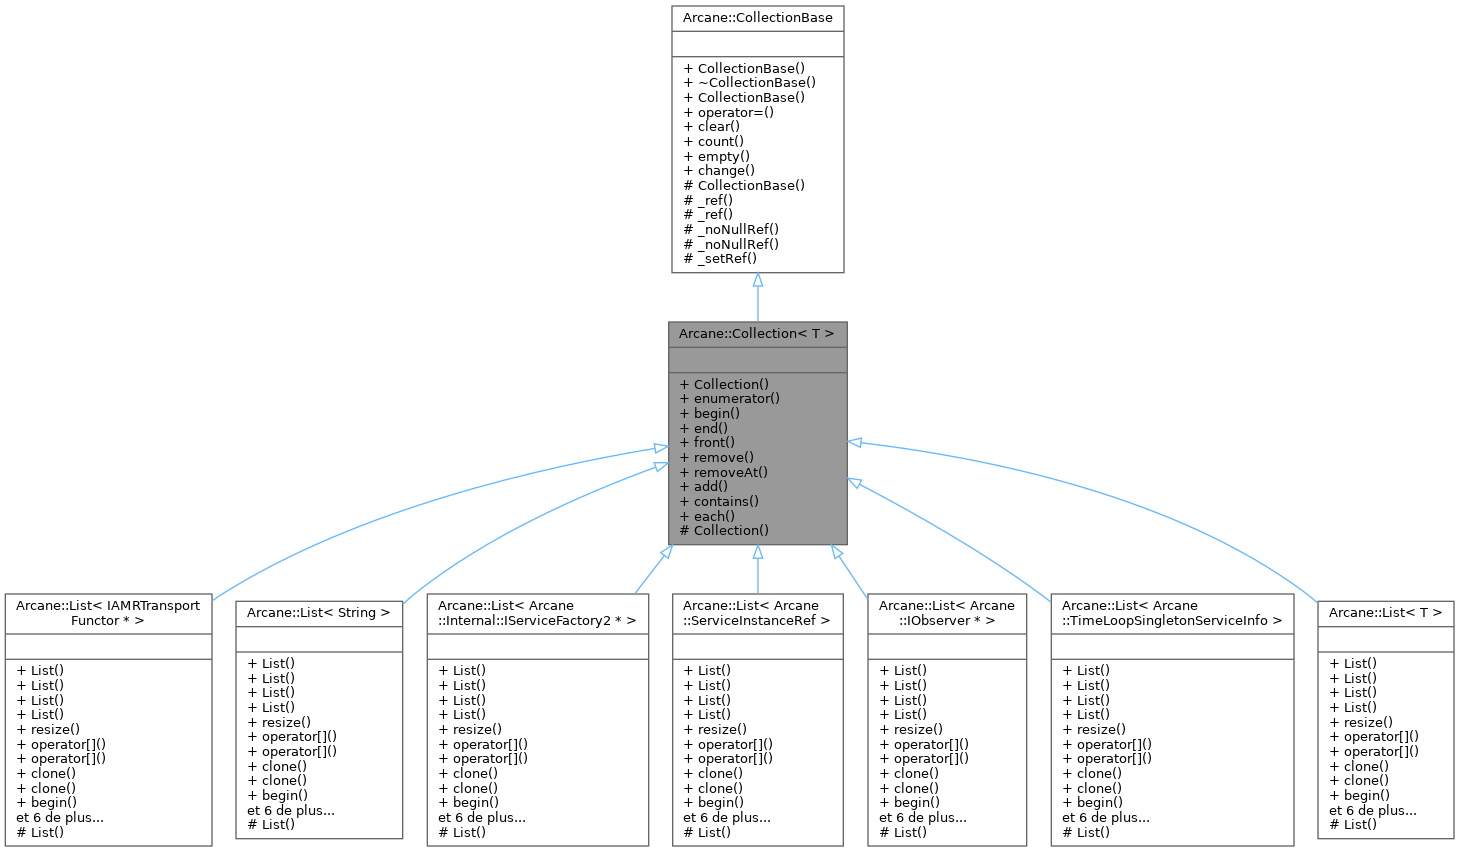 Arcane::CollectionBase
+ CollectionBase()
+ ~CollectionBase()
+ CollectionBase()
+ operator=()
+ clear()
+ count()
+ empty()
+ change()
# CollectionBase()
# _ref()
# _ref()
# _noNullRef()
# _noNullRef()
# _setRef()
Arcane::Collection< T >
+ Collection()
+ enumerator()
+ begin()
+ end()
+ front()
+ remove()
+ removeAt()
+ add()
+ contains()
+ each()
# Collection()
Arcane::List< IAMRTransport
Functor * >
+ List()
+ List()
+ List()
+ List()
+ resize()
+ operator[]()
+ operator[]()
+ clone()
+ clone()
+ begin()
et 6 de plus...
# List()
Arcane::List< String >
+ List()
+ List()
+ List()
+ List()
+ resize()
+ operator[]()
+ operator[]()
+ clone()
+ clone()
+ begin()
et 6 de plus...
# List()
Arcane::List< Arcane
::Internal::IServiceFactory2 * >
+ List()
+ List()
+ List()
+ List()
+ resize()
+ operator[]()
+ operator[]()
+ clone()
+ clone()
+ begin()
et 6 de plus...
# List()
Arcane::List< Arcane
::ServiceInstanceRef >
+ List()
+ List()
+ List()
+ List()
+ resize()
+ operator[]()
+ operator[]()
+ clone()
+ clone()
+ begin()
et 6 de plus...
# List()
Arcane::List< Arcane
::IObserver * >
+ List()
+ List()
+ List()
+ List()
+ resize()
+ operator[]()
+ operator[]()
+ clone()
+ clone()
+ begin()
et 6 de plus...
# List()
Arcane::List< Arcane
::TimeLoopSingletonServiceInfo >
+ List()
+ List()
+ List()
+ List()
+ resize()
+ operator[]()
+ operator[]()
+ clone()
+ clone()
+ begin()
et 6 de plus...
# List()
Arcane::List< T >
+ List()
+ List()
+ List()
+ List()
+ resize()
+ operator[]()
+ operator[]()
+ clone()
+ clone()
+ begin()
et 6 de plus...
# List()